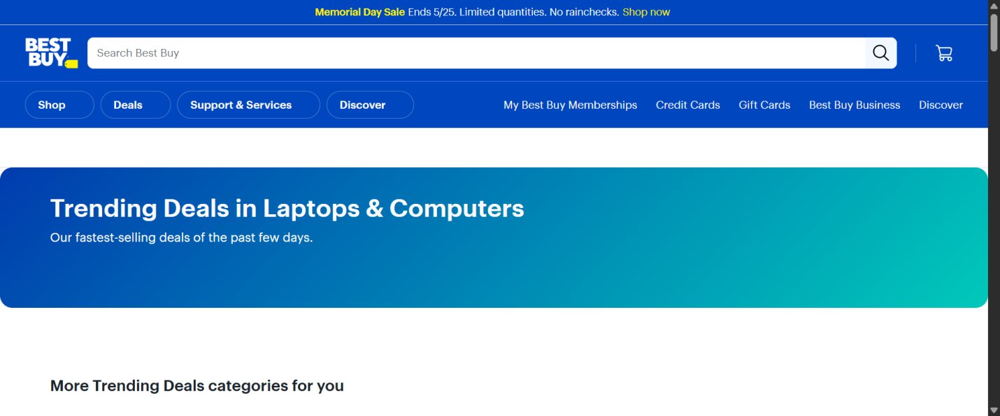 Memorial Day Sale Ends 5/25. Limited quantities. No rainchecks. Shop now
BEST
BUY
Search Best Buy
Shop
Deals
Support & Services
Discover
My Best Buy Memberships
Credit Cards
Gift Cards
Best Buy Business
Discover
Trending Deals in Laptops & Computers
Our fastest-selling deals of the past few days.
More Trending Deals categories for you